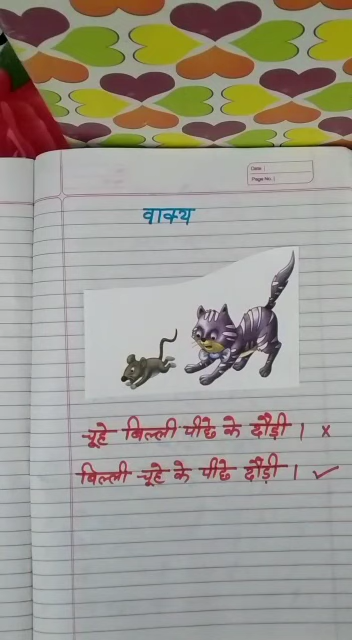 Date |
Page No. |
वाक्य
चूहे बिल्ली पीछे के दौड़ी । ×
बिल्ली चूहे के पीछे दौड़ी । ✓